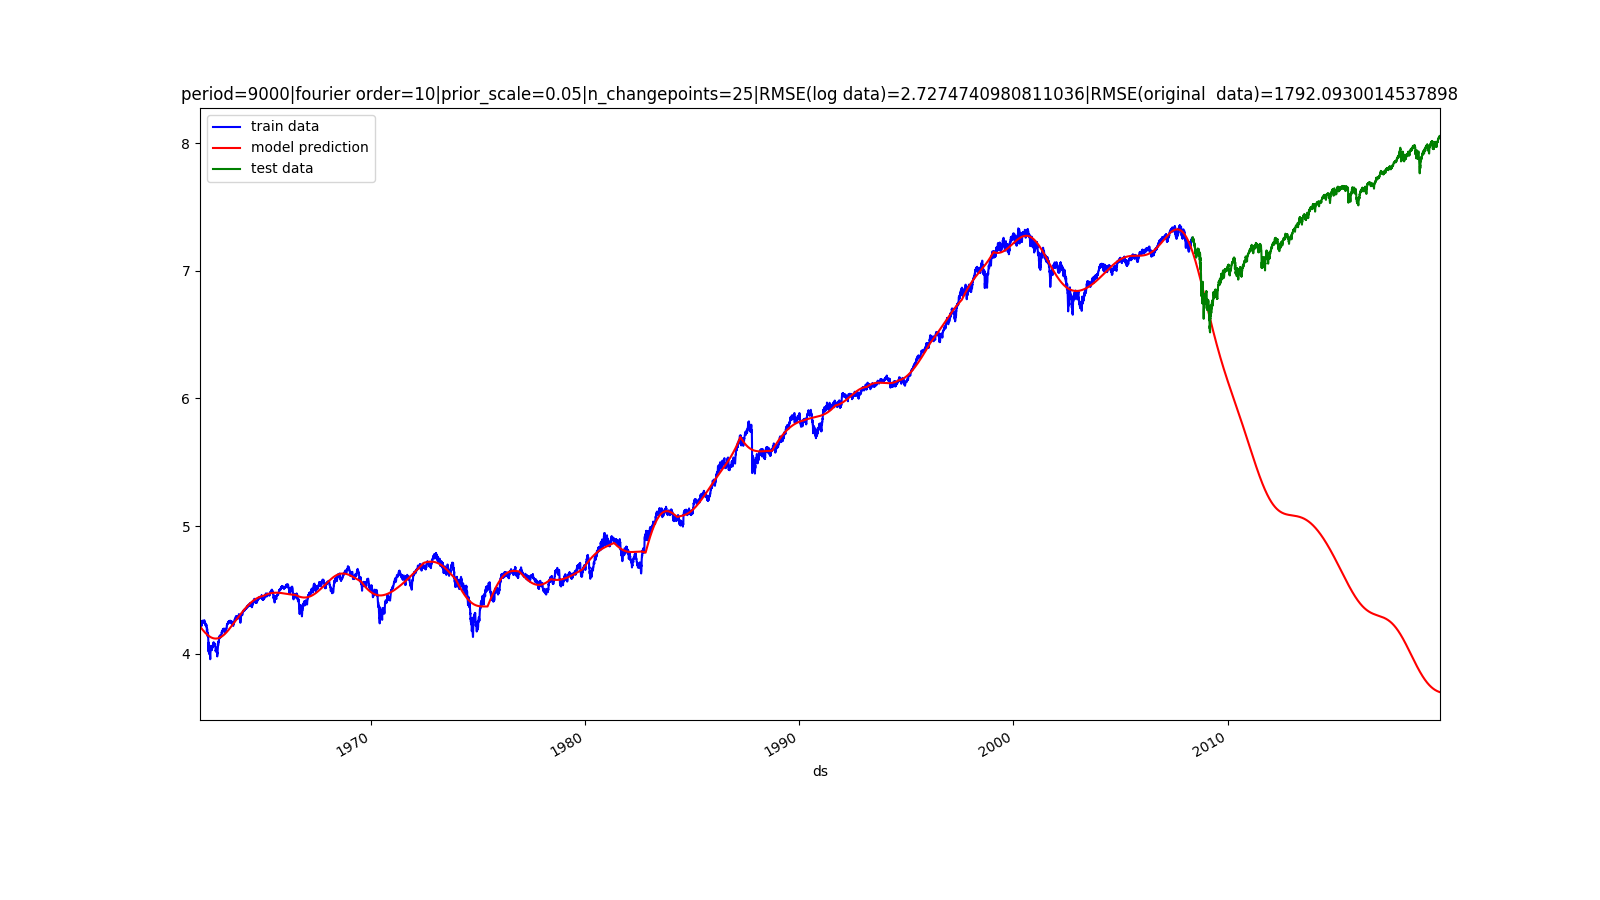 period=9000|fourier order=10|prior_scale=0.05|n_changepoints=25|RMSE(log data)=2.7274740980811036|RMSE(original  data)=1792.0930014537898
train data
model prediction
test data
8
7
6
5
4
1970
1980
1990
2000
2010
ds